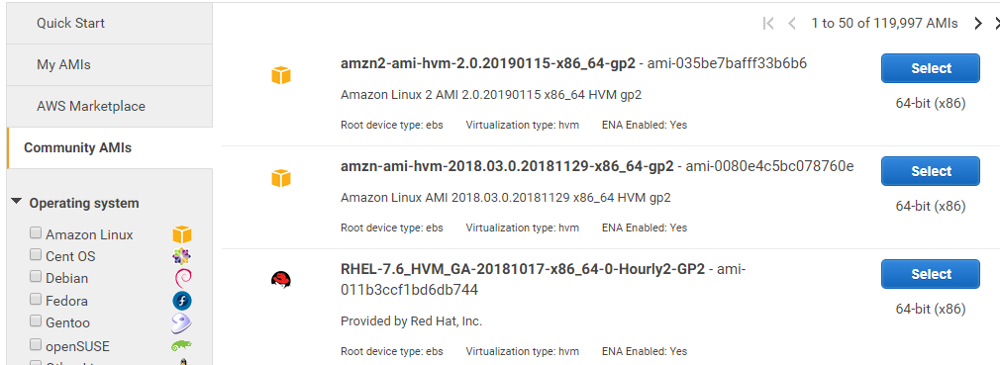 Quick Start
My AMIs
AWS Marketplace
Community AMIs
Operating system
Amazon Linux
Cent OS
Debian
Fedora
Gentoo
openSUSE
1 to 50 of 119,997 AMIs
amzn2-ami-hvm-2.0.20190115-x86_64-gp2 - ami-035be7bafff33b6b6
Select
Amazon Linux 2 AMI 2.0.20190115 x86_64 HVM gp2
64-bit (x86)
Root device type: ebs Virtualization type: hvm ENA Enabled: Yes
amzn-ami-hvm-2018.03.0.20181129-x86_64-gp2 - ami-0080e4c5bc078760e
Select
Amazon Linux AMI 2018.03.0.20181129 x86_64 HVM gp2
64-bit (x86)
Root device type: ebs Virtualization type: hvm ENA Enabled: Yes
RHEL-7.6_HVM_GA-20181017-x86_64-0-Hourly2-GP2 - ami-
011b3ccf1bd6db744
Select
Provided by Red Hat, Inc.
64-bit (x86)
Root device type: ebs Virtualization type: hvm ENA Enabled: Yes